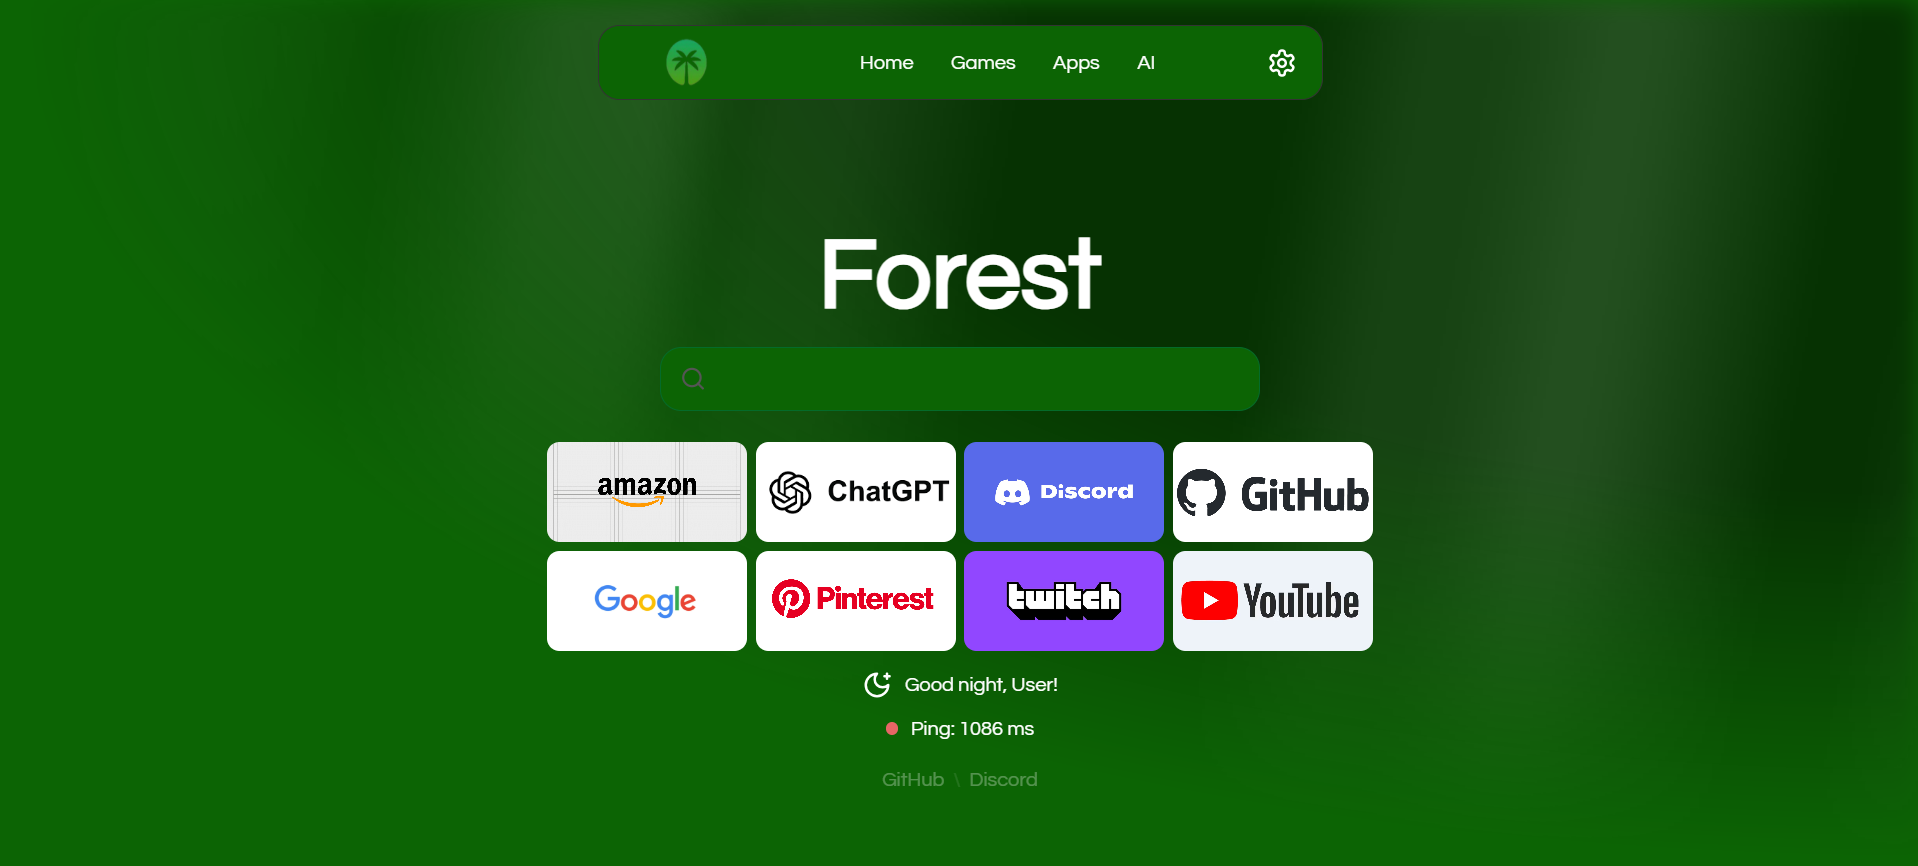 Home Games Apps AI
Forest
amazon ChatGPT Discord GitHub
Google Pinterest twitch YouTube
Good night, User!
Ping: 1086 ms
GitHub \ Discord